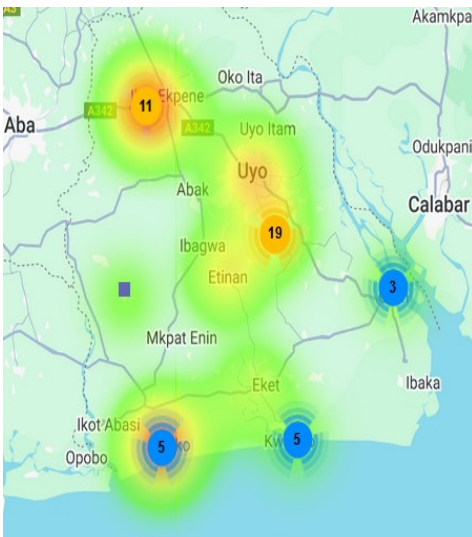 A3
Akamkpa
Oko Ita
11
Ekpene
A342
Aba
A342
Uyo Itam
Odukpani
Uyo
Abak
Calabar
19
Ibagwa
Etinan
3
Mkpat Enin
Eket
Ibaka
Ikot Abasi
5
5
Opobo